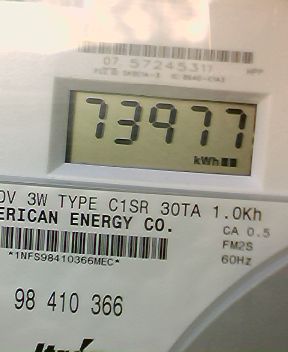 07 57245311
73977
kWh
0V 3W TYPE C1SR 30TA 1.0Kh
ERICAN ENERGY CO.
CA 0.5
*1NFS98410366MEC*
FM2S
60Hz
98 410 366